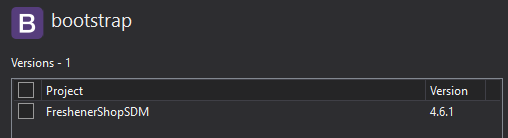 B bootstrap
Versions - 1
Project Version
FreshenerShopSDM 4.6.1